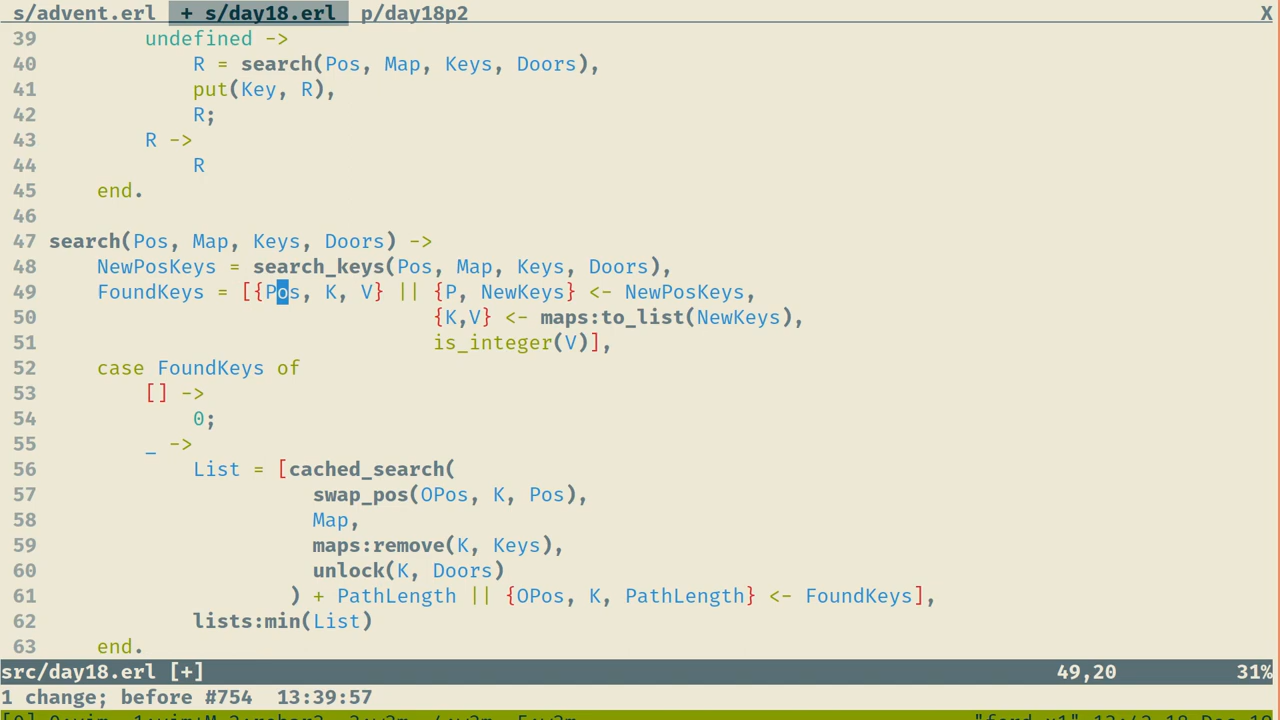 s/advent.erl + s/day18.erl p/day18p2 X
39 undefined ->
40 R = search(Pos, Map, Keys, Doors),
41 put(Key, R),
42 R;
43 R ->
44 R
45 end.
46
47 search(Pos, Map, Keys, Doors) ->
48 NewPosKeys = search_keys(Pos, Map, Keys, Doors),
49 FoundKeys = [{Pos, K, V} || {P, NewKeys} <- NewPosKeys,
50 {K,V} <- maps:to_list(NewKeys),
51 is_integer(V)],
52 case FoundKeys of
53 [] ->
54 0;
55 _ ->
56 List = [cached_search(
57 swap_pos(OPos, K, Pos),
58 Map,
59 maps:remove(K, Keys),
60 unlock(K, Doors)
61 ) + PathLength || {OPos, K, PathLength} <- FoundKeys],
62 lists:min(List)
63 end.
src/day18.erl [+] 49,20 31%
1 change; before #754 13:39:57